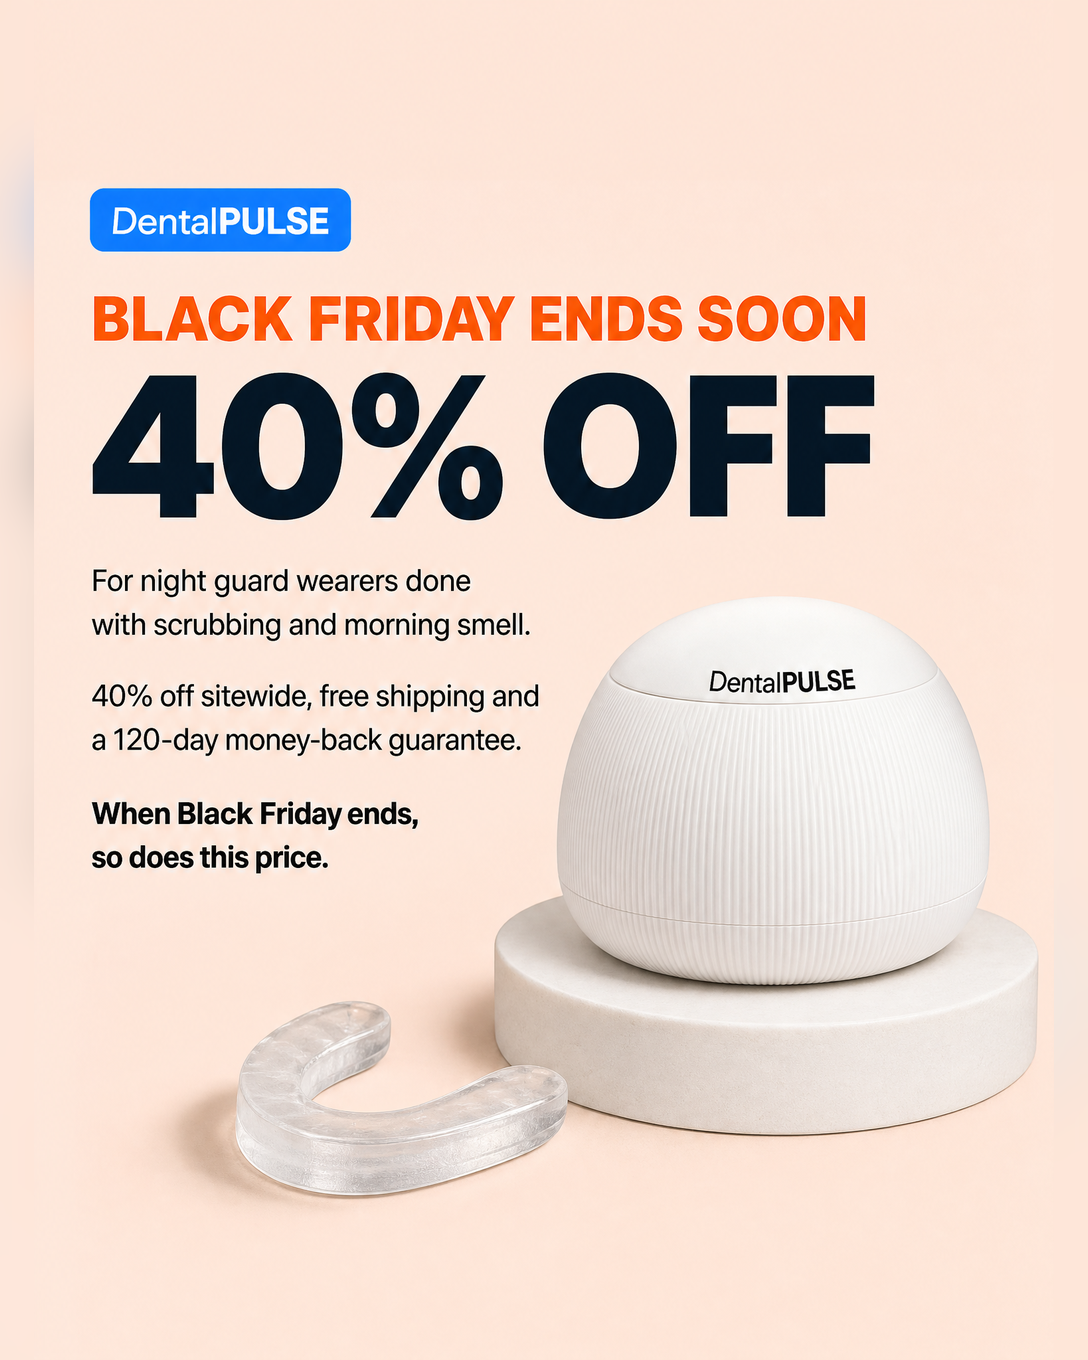 DentalPULSE
BLACK FRIDAY ENDS SOON
40% OFF
For night guard wearers done
with scrubbing and morning smell.
40% off sitewide, free shipping and
a 120-day money-back guarantee.
When Black Friday ends,
so does this price.
DentalPULSE